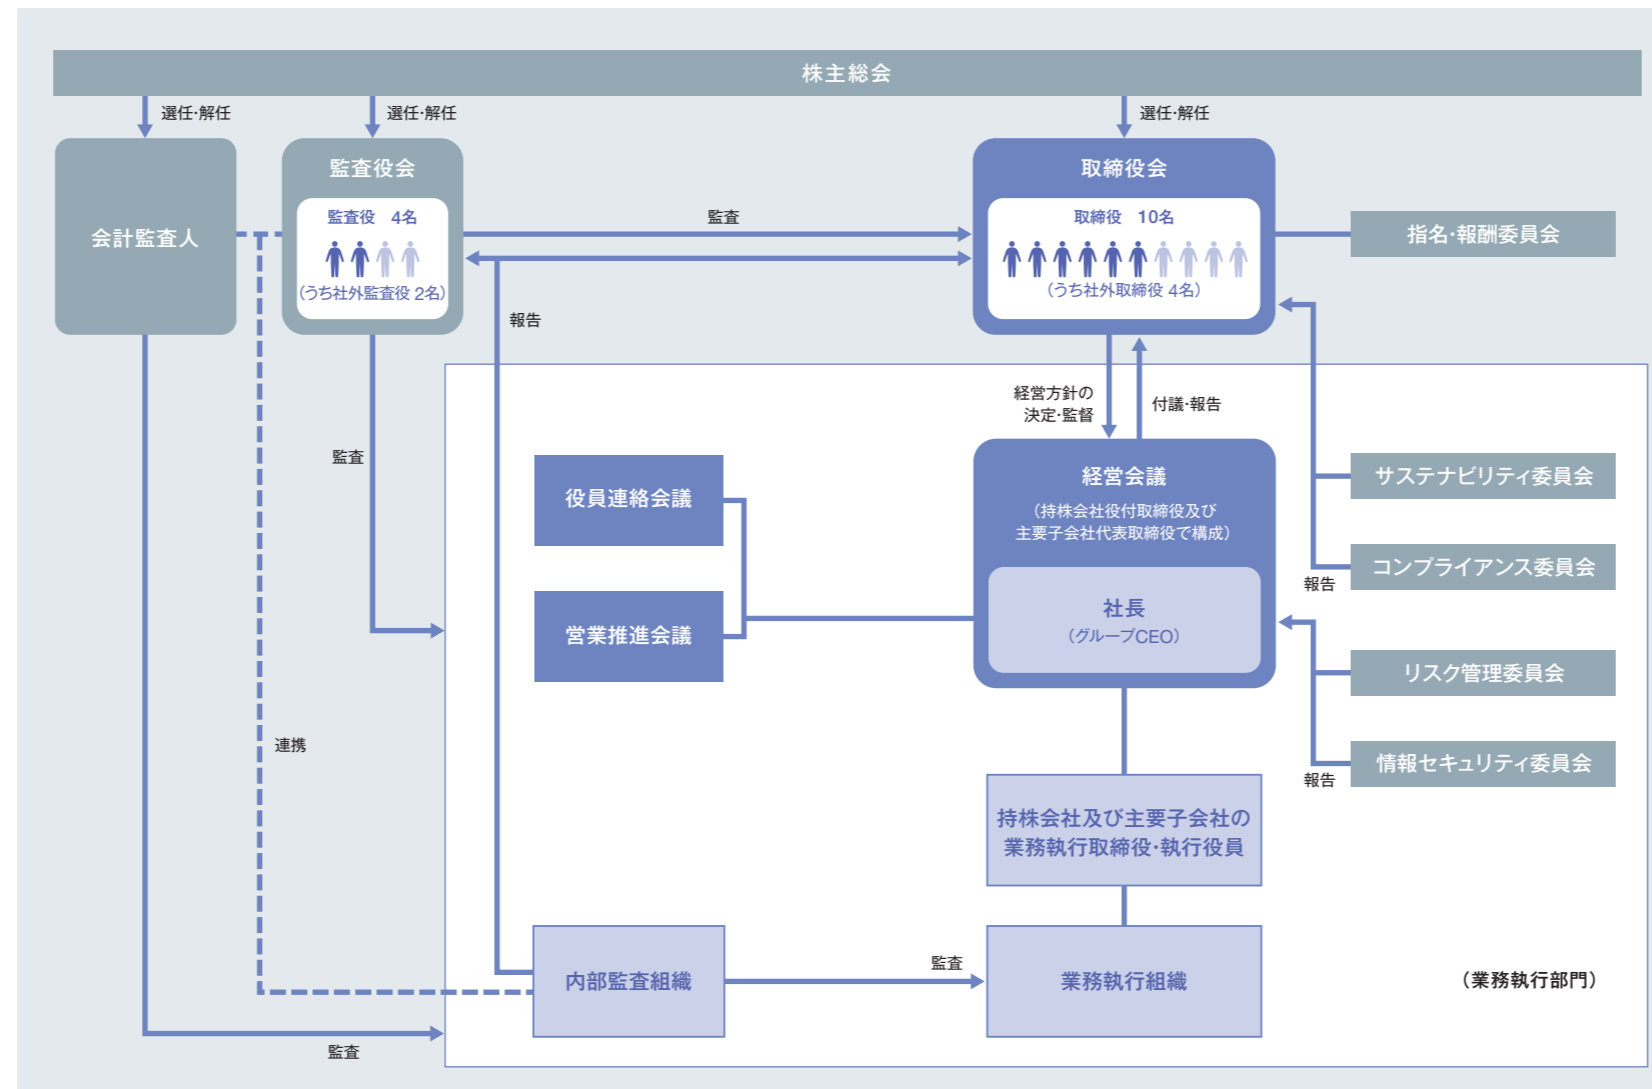 株主総会
選任・解任
選任・解任
選任・解任
会計監査人
監査役会
監査役 4名
(うち社外監査役 2名)
監査
報告
取締役会
取締役 10名
(うち社外取締役 4名)
指名・報酬委員会
経営方針の
決定・監督
付議・報告
監査
役員連絡会議
営業推進会議
経営会議
(持株会社役付取締役及び
主要子会社代表取締役で構成)
社長
(グループCEO)
サステナビリティ委員会
コンプライアンス委員会
報告
リスク管理委員会
情報セキュリティ委員会
報告
連携
持株会社及び主要子会社の
業務執行取締役・執行役員
内部監査組織
監査
業務執行組織
(業務執行部門)
監査